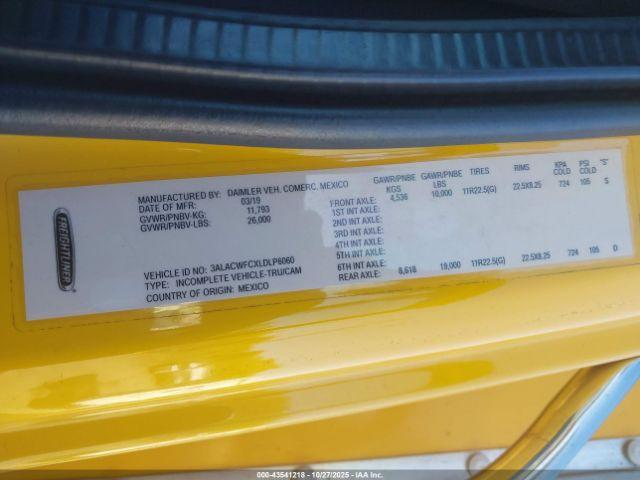 FREIGHTLINER
MANUFACTURED BY: DAIMLER VEH. COMERC. MEXICO
DATE OF MFR: 03/19
GVWR/PNBV-KG: 11,793
GVWR/PNBV-LBS: 26,000
VEHICLE ID NO: 3ALACWFCXLDLP6060
TYPE: INCOMPLETE VEHICLE-TRU/CAM
COUNTRY OF ORIGIN: MEXICO
GAWR/PNBE KGS GAWR/PNBE LBS TIRES RIMS KPA COLD PSI COLD "S"
FRONT AXLE: 4,536 10,000 11R22.5(G) 22.5X8.25 724 105 S
1ST INT AXLE:
2ND INT AXLE:
3RD INT AXLE:
4TH INT AXLE:
5TH INT AXLE:
6TH INT AXLE:
REAR AXLE: 8,618 19,000 11R22.5(G) 22.5X8.25 724 105 D
000-43541218 - 10/27/2025 - IAA Inc.